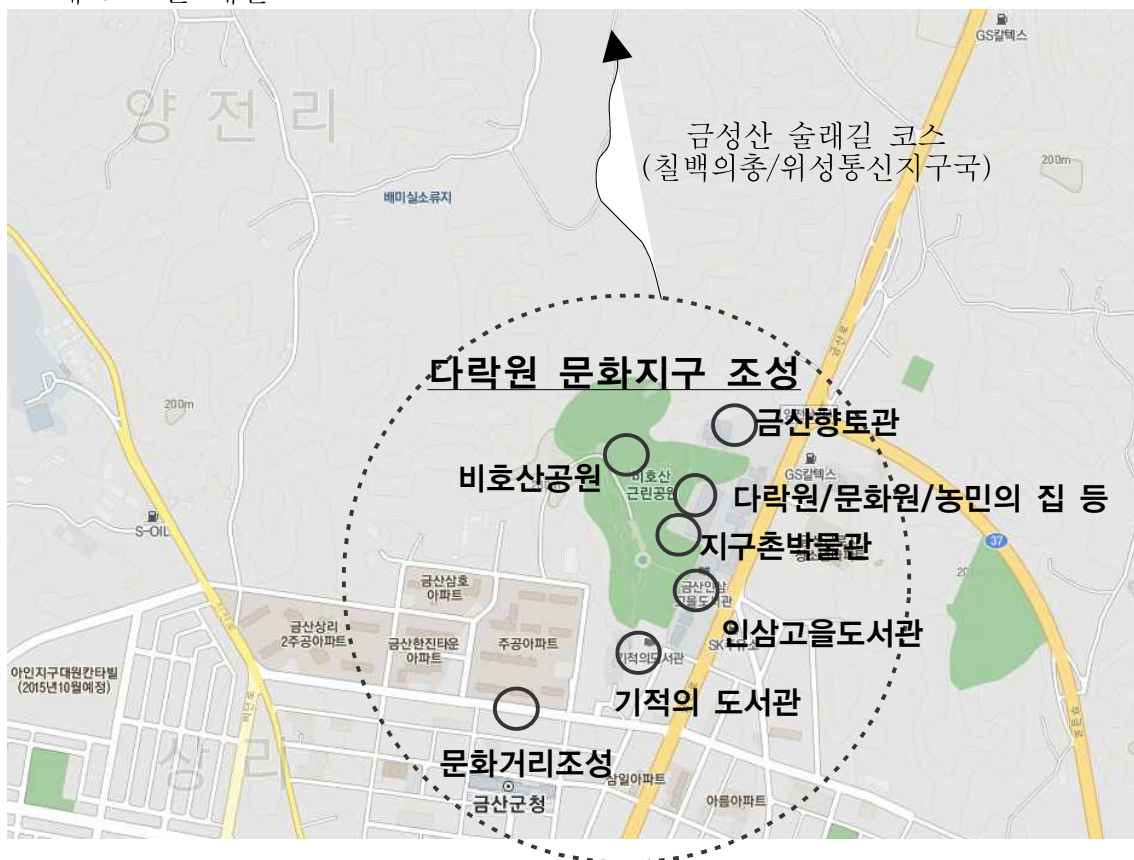 GS칼텍스
양전리
금성산 술래길 코스
(칠백의총/위성통신지구국)
200m
배미실소류지
금산로
다락원 문화지구 조성
200m
금산향토관
비호산공원
비호산
근린공원
GS칼텍스
다락원/문화원/농민의 집 등
S-OIL
지구촌박물관
37
금산인삼
고을도서관
금산삼호
아파트
인삼고을도서관
금산상리
2주공아파트
금산한진타운
아파트
주공아파트
기적의도서관
아인지구대원칸타빌
(2015년10월예정)
기적의 도서관
비단로
상리
문화거리조성
삼일아파트
금산군청
아름아파트